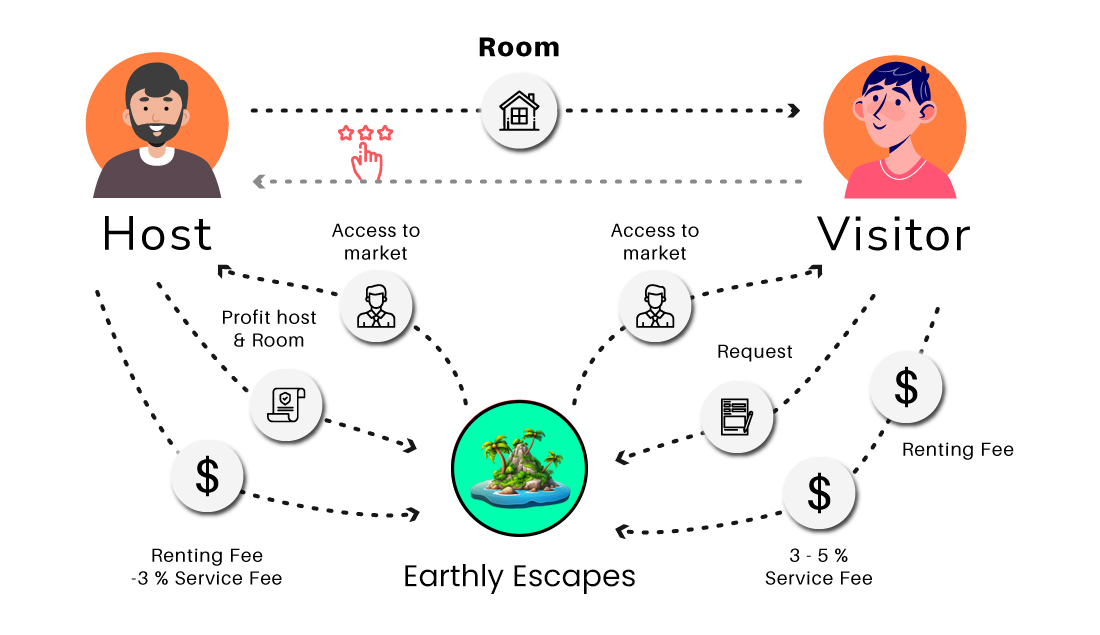 Room
Host
Visitor
Access to
market
Access to
market
Profit host
& Room
Request
$
Renting Fee
$
$
Renting Fee
-3 % Service Fee
3 - 5 %
Service Fee
Earthly Escapes